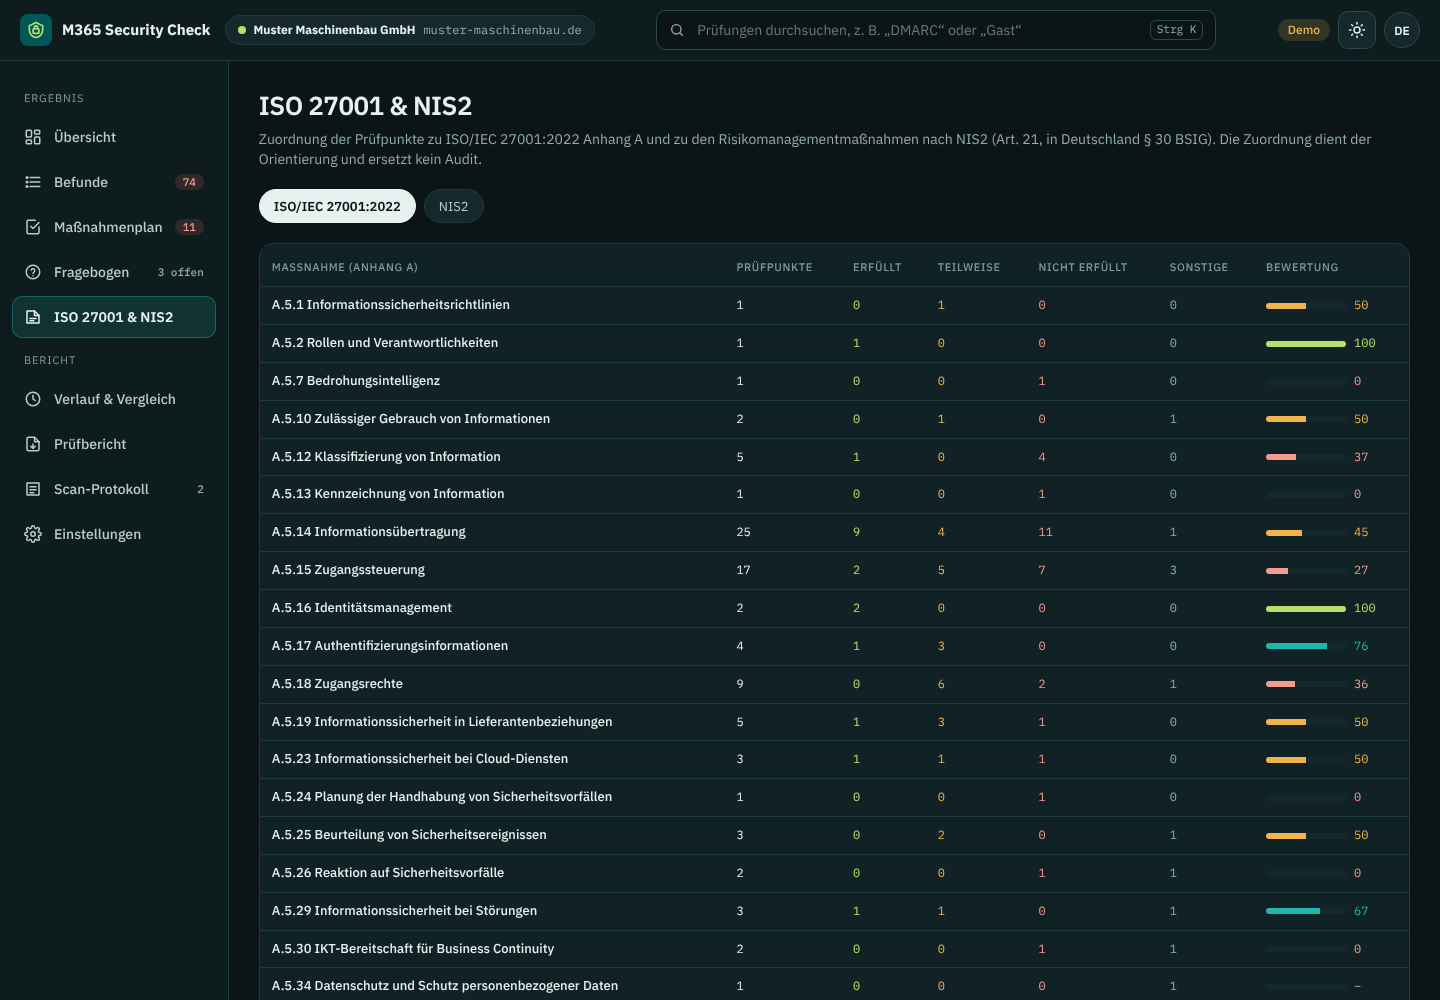 M365 Security Check
Muster Maschinenbau GmbH muster-maschinenbau.de
Prüfungen durchsuchen, z. B. „DMARC“ oder „Gast“
Strg K
Demo
DE
ERGEBNIS
Übersicht
Befunde 74
Maßnahmenplan 11
Fragebogen 3 offen
ISO 27001 & NIS2
BERICHT
Verlauf & Vergleich
Prüfbericht
Scan-Protokoll 2
Einstellungen
ISO 27001 & NIS2
Zuordnung der Prüfpunkte zu ISO/IEC 27001:2022 Anhang A und zu den Risikomanagementmaßnahmen nach NIS2 (Art. 21, in Deutschland § 30 BSIG). Die Zuordnung dient der
Orientierung und ersetzt kein Audit.
ISO/IEC 27001:2022 NIS2
MASSNAHME (ANHANG A) PRÜFPUNKTE ERFÜLLT TEILWEISE NICHT ERFÜLLT SONSTIGE BEWERTUNG
A.5.1 Informationssicherheitsrichtlinien 1 0 1 0 0 50
A.5.2 Rollen und Verantwortlichkeiten 1 1 0 0 0 100
A.5.7 Bedrohungsintelligenz 1 0 0 1 0 0
A.5.10 Zulässiger Gebrauch von Informationen 2 0 1 0 1 50
A.5.12 Klassifizierung von Information 5 1 0 4 0 37
A.5.13 Kennzeichnung von Information 1 0 0 1 0 0
A.5.14 Informationsübertragung 25 9 4 11 1 45
A.5.15 Zugangssteuerung 17 2 5 7 3 27
A.5.16 Identitätsmanagement 2 2 0 0 0 100
A.5.17 Authentifizierungsinformationen 4 1 3 0 0 76
A.5.18 Zugangsrechte 9 0 6 2 1 36
A.5.19 Informationssicherheit in Lieferantenbeziehungen 5 1 3 1 0 50
A.5.23 Informationssicherheit bei Cloud-Diensten 3 1 1 1 0 50
A.5.24 Planung der Handhabung von Sicherheitsvorfällen 1 0 0 1 0 0
A.5.25 Beurteilung von Sicherheitsereignissen 3 0 2 0 1 50
A.5.26 Reaktion auf Sicherheitsvorfälle 2 0 0 1 1 0
A.5.29 Informationssicherheit bei Störungen 3 1 1 0 1 67
A.5.30 IKT-Bereitschaft für Business Continuity 2 0 0 1 1 0
A.5.34 Datenschutz und Schutz personenbezogener Daten 1 0 0 0 1 –